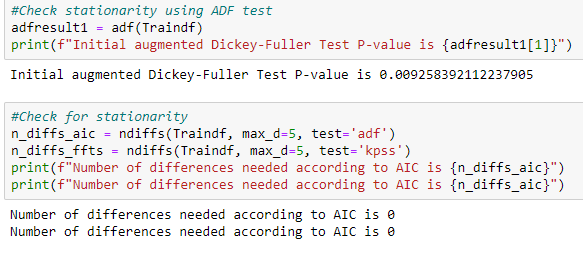 #Check stationarity using ADF test
adfresult1 = adf(Traindf)
print(f"Initial augmented Dickey-Fuller Test P-value is {adfresult1[1]}")
Initial augmented Dickey-Fuller Test P-value is 0.009258392112237905
#Check for stationarity
n_diffs_aic = ndiffs(Traindf, max_d=5, test='adf')
n_diffs_ffts = ndiffs(Traindf, max_d=5, test='kpss')
print(f"Number of differences needed according to AIC is {n_diffs_aic}")
print(f"Number of differences needed according to AIC is {n_diffs_aic}")
Number of differences needed according to AIC is 0
Number of differences needed according to AIC is 0